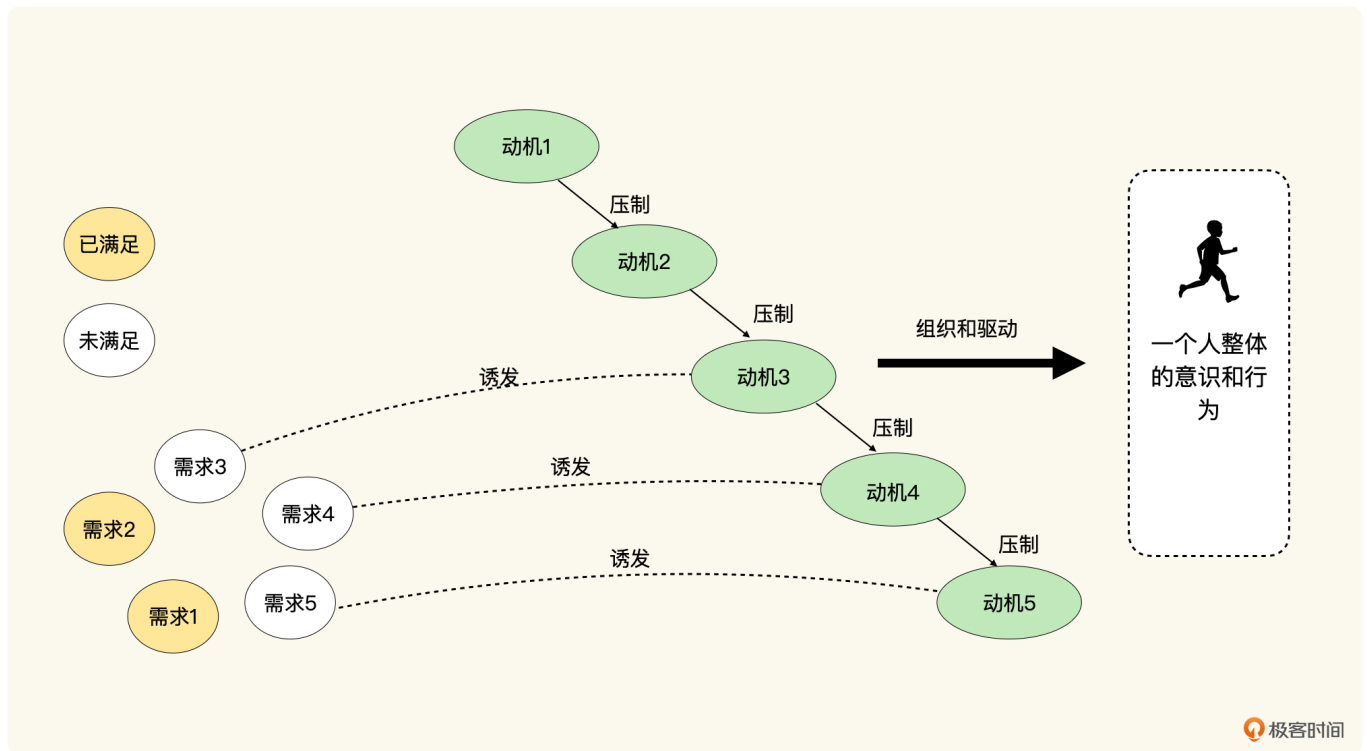 动机1
压制
动机2
压制
动机3
压制
动机4
压制
动机5
已满足
未满足
诱发
诱发
诱发
需求3
需求4
需求2
需求5
需求1
组织和驱动
一个人整体
的意识和行
为
极客时间